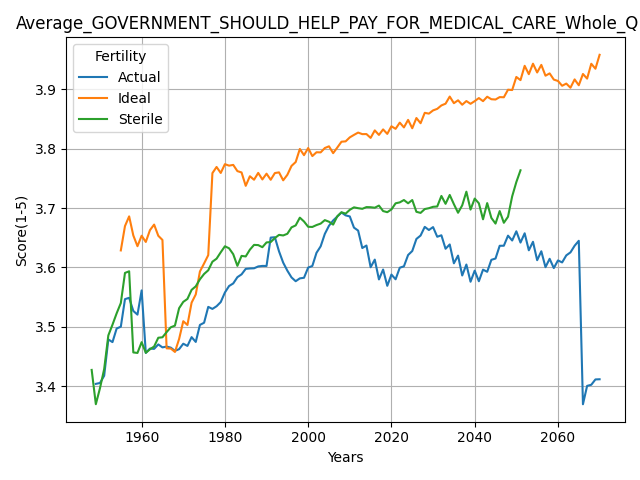 Average_GOVERNMENT_SHOULD_HELP_PAY_FOR_MEDICAL_CARE_Whole_Q
Fertility
Actual
Ideal
Sterile
3.9
3.8
3.7
3.6
3.5
3.4
Score(1-5)
1960 1980 2000 2020 2040 2060
Years